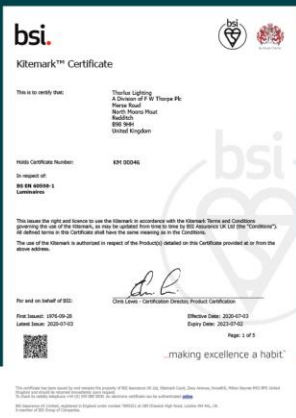 bsi.
bsi
Kitemark™ Certificate
This is to certify that:
Thorlux Lighting
A Division of F W Thorpe Plc
Merse Road
North Moons Moat
Redditch
B98 9HH
United Kingdom
Holds Certificate Number:
KM 00046
In respect of:
BS EN 60598-1
Luminaires
This issues the right and licence to use the Kitemark in accordance with the Kitemark Terms and Conditions
governing the use of the Kitemark, as may be updated from time to time by BSI Assurance UK Ltd (the "Conditions").
All defined terms in this Certificate shall have the same meaning as in the Conditions.
The use of the Kitemark is authorized in respect of the Product(s) detailed on this Certificate provided at or from the
above address.
bsi
For and on behalf of BSI:
Chris Lewis - Certification Director, Product Certification
First Issued: 1976-09-28
Effective Date: 2020-07-03
Latest Issue: 2020-07-03
Expiry Date: 2023-07-02
Page: 1 of 5
...making excellence a habit.™